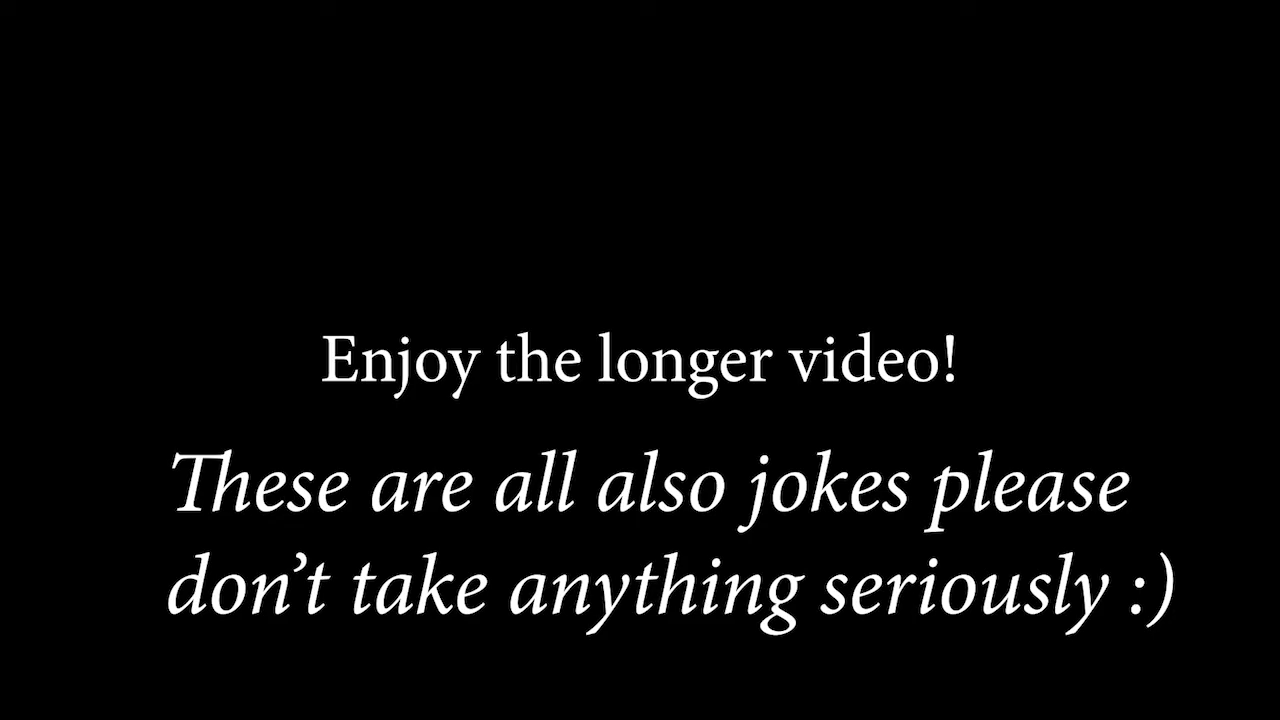 Enjoy the longer video!
These are all also jokes please
don’t take anything seriously :)